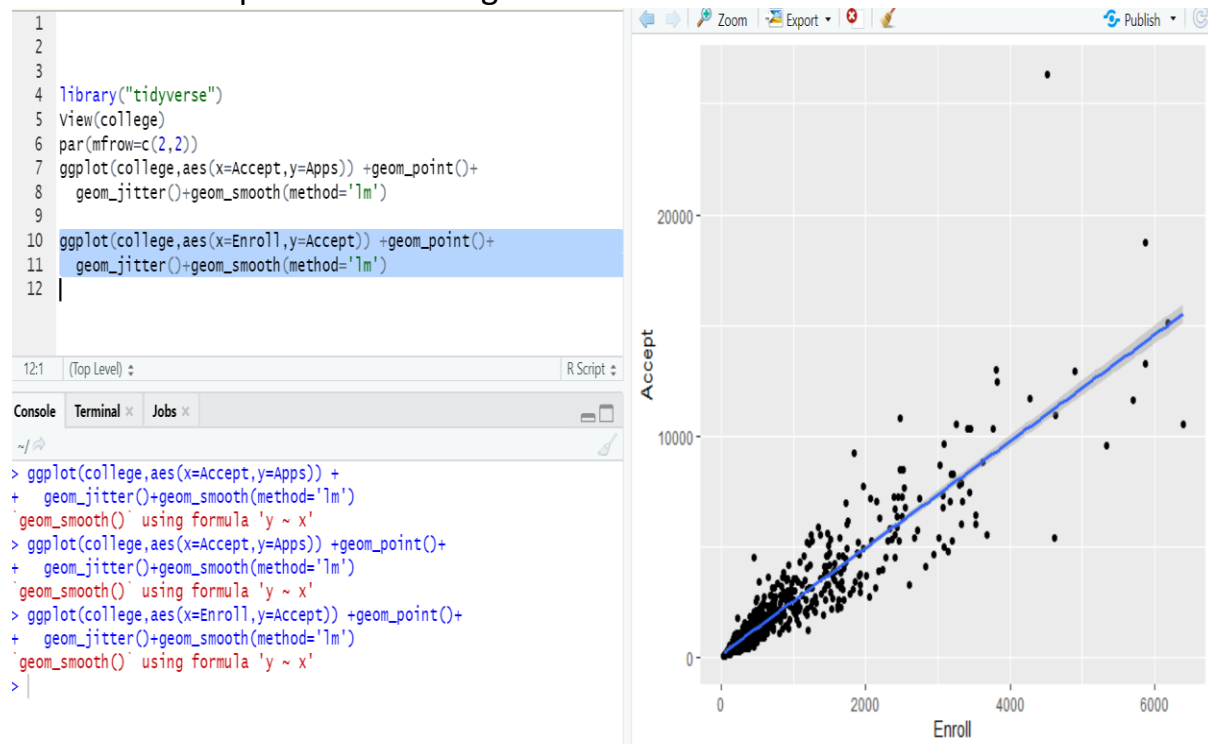 1
2
3
4 library("tidyverse")
5 View(college)
6 par(mfrow=c(2,2))
7 ggplot(college,aes(x=Accept,y=Apps)) +geom_point()+
8 geom_jitter()+geom_smooth(method='lm')
9
10 ggplot(college,aes(x=Enroll,y=Accept)) +geom_point()+
11 geom_jitter()+geom_smooth(method='lm')
12
12:1 (Top Level) R Script
Console Terminal × Jobs ×
~/
> ggplot(college,aes(x=Accept,y=Apps)) +
+ geom_jitter()+geom_smooth(method='lm')
`geom_smooth()` using formula 'y ~ x'
> ggplot(college,aes(x=Accept,y=Apps)) +geom_point()+
+ geom_jitter()+geom_smooth(method='lm')
`geom_smooth()` using formula 'y ~ x'
> ggplot(college,aes(x=Enroll,y=Accept)) +geom_point()+
+ geom_jitter()+geom_smooth(method='lm')
`geom_smooth()` using formula 'y ~ x'
>
Zoom Export Publish
20000
10000
0
Accept
0 2000 4000 6000
Enroll